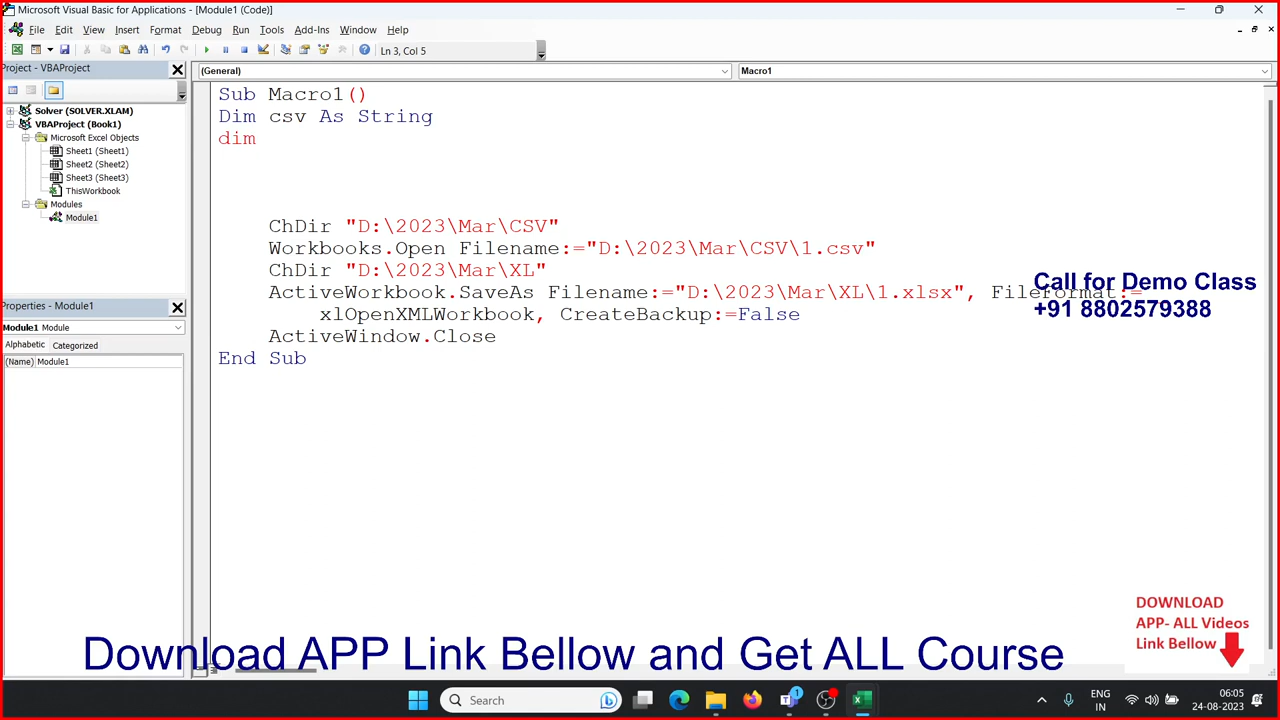 Microsoft Visual Basic for Applications - [Module1 (Code)]
File Edit View Insert Format Debug Run Tools Add-Ins Window Help
Ln 3, Col 5
Project - VBAProject
(General)
Macro1
Solver (SOLVER.XLAM)
VBAProject (Book1)
Microsoft Excel Objects
Sheet1 (Sheet1)
Sheet2 (Sheet2)
Sheet3 (Sheet3)
ThisWorkbook
Modules
Module1
Properties - Module1
Module1 Module
Alphabetic Categorized
(Name) Module1
Sub Macro1()
Dim csv As String
dim
ChDir "D:\2023\Mar\CSV"
Workbooks.Open Filename:="D:\2023\Mar\CSV\1.csv"
ChDir "D:\2023\Mar\XL"
ActiveWorkbook.SaveAs Filename:="D:\2023\Mar\XL\1.xlsx", FileFormat:=
xlOpenXMLWorkbook, CreateBackup:=False
ActiveWindow.Close
End Sub
Call for Demo Class
+91 8802579388
DOWNLOAD
APP- ALL Videos
Link Bellow
Download APP Link Bellow and Get ALL Course
Search
1
ENG
IN
06:05
24-08-2023